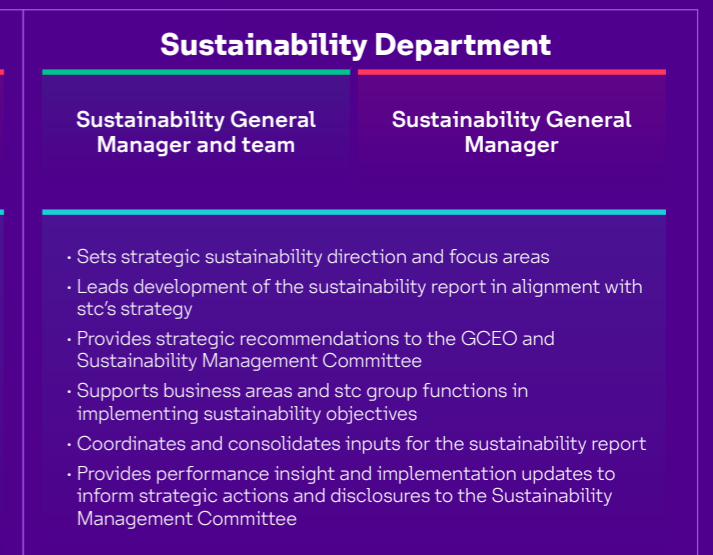 Sustainability Department
Sustainability General
Manager and team
Sustainability General
Manager
· Sets strategic sustainability direction and focus areas
· Leads development of the sustainability report in alignment with
stc’s strategy
· Provides strategic recommendations to the GCEO and
Sustainability Management Committee
· Supports business areas and stc group functions in
implementing sustainability objectives
· Coordinates and consolidates inputs for the sustainability report
· Provides performance insight and implementation updates to
inform strategic actions and disclosures to the Sustainability
Management Committee